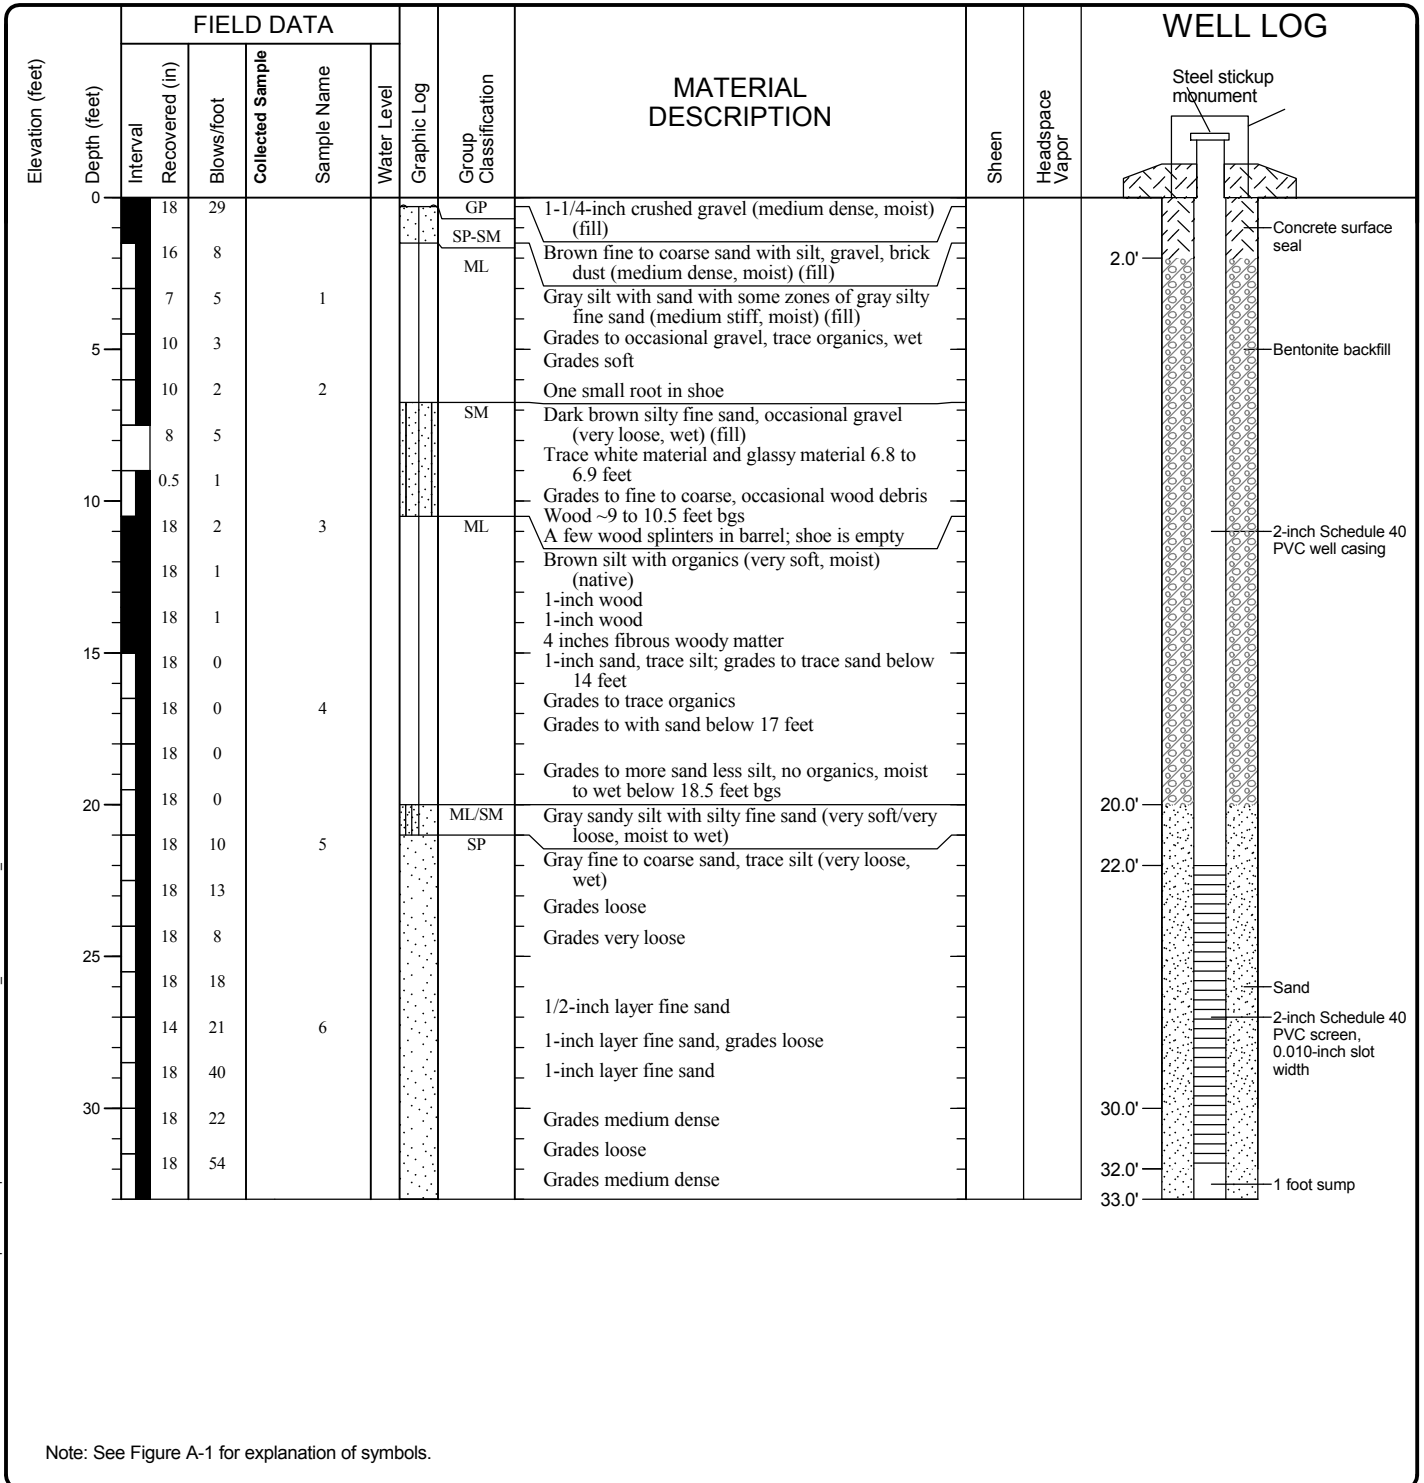 FIELD DATA
WELL LOG
Elevation (feet)
Depth (feet)
Interval
Recovered (in)
Blows/foot
Collected Sample
Sample Name
Water Level
Graphic Log
Group
Classification
MATERIAL
DESCRIPTION
Sheen
Headspace
Vapor
Steel stickup
monument
0
18 29
GP
1-1/4-inch crushed gravel (medium dense, moist)
(fill)
SP-SM
Concrete surface
seal
16 8
Brown fine to coarse sand with silt, gravel, brick
dust (medium dense, moist) (fill)
ML
2.0'
7 5 1
Gray silt with sand with some zones of gray silty
fine sand (medium stiff, moist) (fill)
10 3
Grades to occasional gravel, trace organics, wet
5
Grades soft
Bentonite backfill
10 2 2
One small root in shoe
SM
Dark brown silty fine sand, occasional gravel
(very loose, wet) (fill)
8 5
Trace white material and glassy material 6.8 to
6.9 feet
0.5 1
Grades to fine to coarse, occasional wood debris
10
Wood ~9 to 10.5 feet bgs
18 2 3
ML
A few wood splinters in barrel; shoe is empty
2-inch Schedule 40
PVC well casing
Brown silt with organics (very soft, moist)
(native)
18 1
1-inch wood
1-inch wood
18 1
4 inches fibrous woody matter
15
18 0
1-inch sand, trace silt; grades to trace sand below
14 feet
Grades to trace organics
18 0 4
Grades to with sand below 17 feet
18 0
Grades to more sand less silt, no organics, moist
to wet below 18.5 feet bgs
18 0
20
20.0'
ML/SM
Gray sandy silt with silty fine sand (very soft/very
loose, moist to wet)
18 10 5
SP
Gray fine to coarse sand, trace silt (very loose,
wet)
22.0'
18 13
Grades loose
18 8
Grades very loose
25
18 18
Sand
1/2-inch layer fine sand
14 21 6
2-inch Schedule 40
PVC screen,
0.010-inch slot
width
1-inch layer fine sand, grades loose
18 40
1-inch layer fine sand
30
30.0'
18 22
Grades medium dense
Grades loose
18 54
32.0'
Grades medium dense
1 foot sump
33.0'
Note: See Figure A-1 for explanation of symbols.